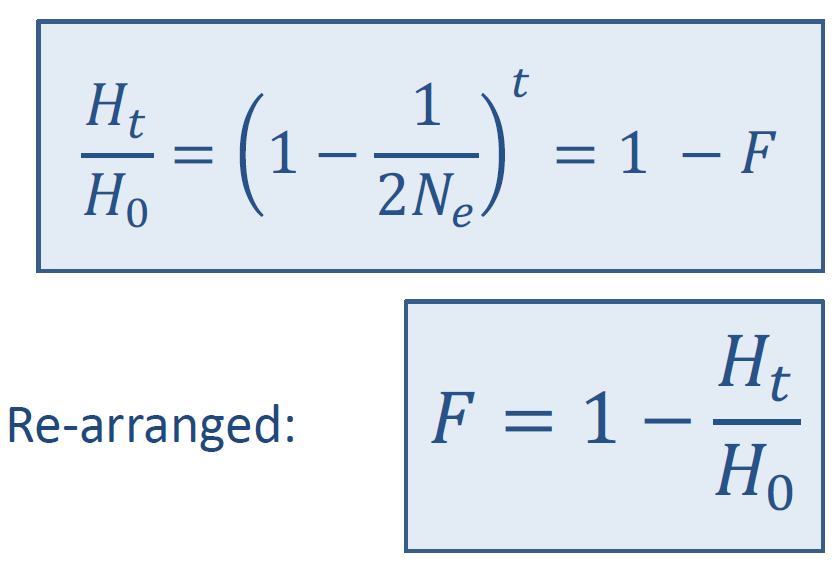 H_t/H_0 = (1 − 1/(2N_e))^t = 1 − F
Re-arranged: F = 1 − H_t/H_0